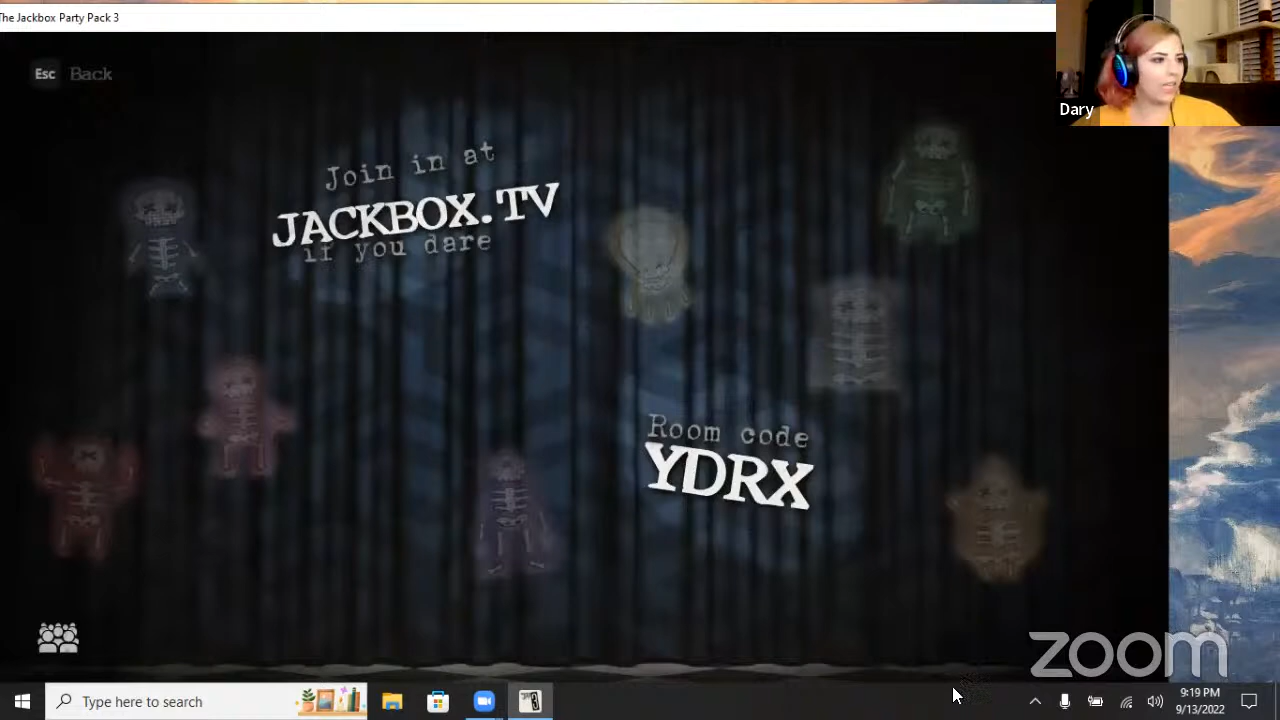 The Jackbox Party Pack 3
Esc Back
Dary
Join in at
JACKBOX.TV
if you dare
Room code
YDRX
zoom
Type here to search
9:19 PM
9/13/2022